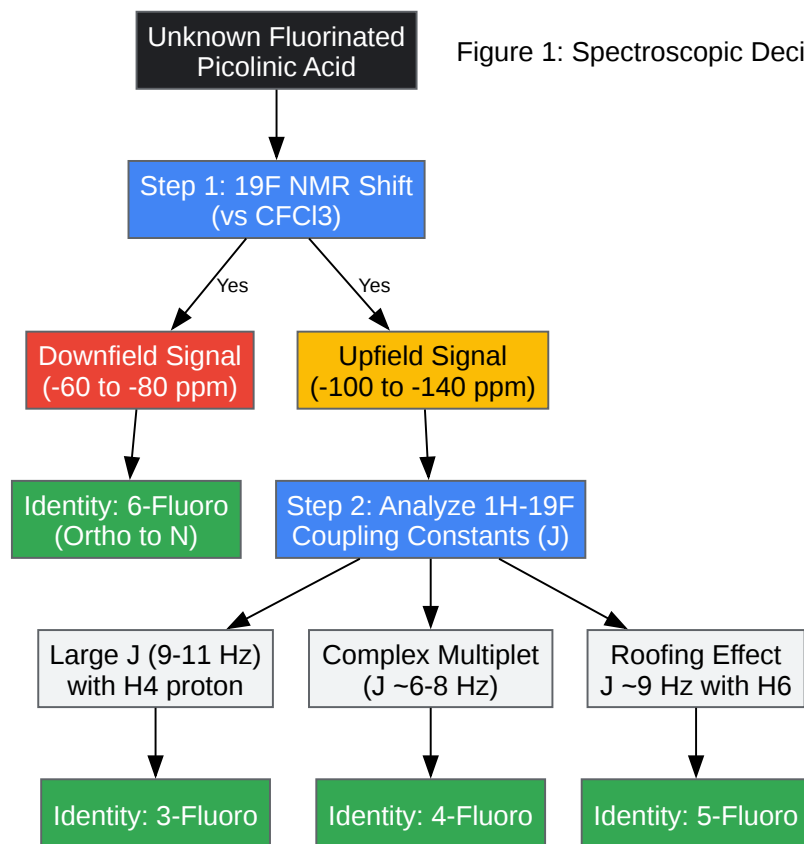 Unknown Fluorinated
Picolinic Acid
Figure 1: Spectroscopic Deci
Step 1: 19F NMR Shift
(vs CFCl3)
Yes
Yes
Downfield Signal
(-60 to -80 ppm)
Upfield Signal
(-100 to -140 ppm)
Identity: 6-Fluoro
(Ortho to N)
Step 2: Analyze 1H-19F
Coupling Constants (J)
Large J (9-11 Hz)
with H4 proton
Complex Multiplet
(J ~6-8 Hz)
Roofing Effect
J ~9 Hz with H6
Identity: 3-Fluoro
Identity: 4-Fluoro
Identity: 5-Fluoro